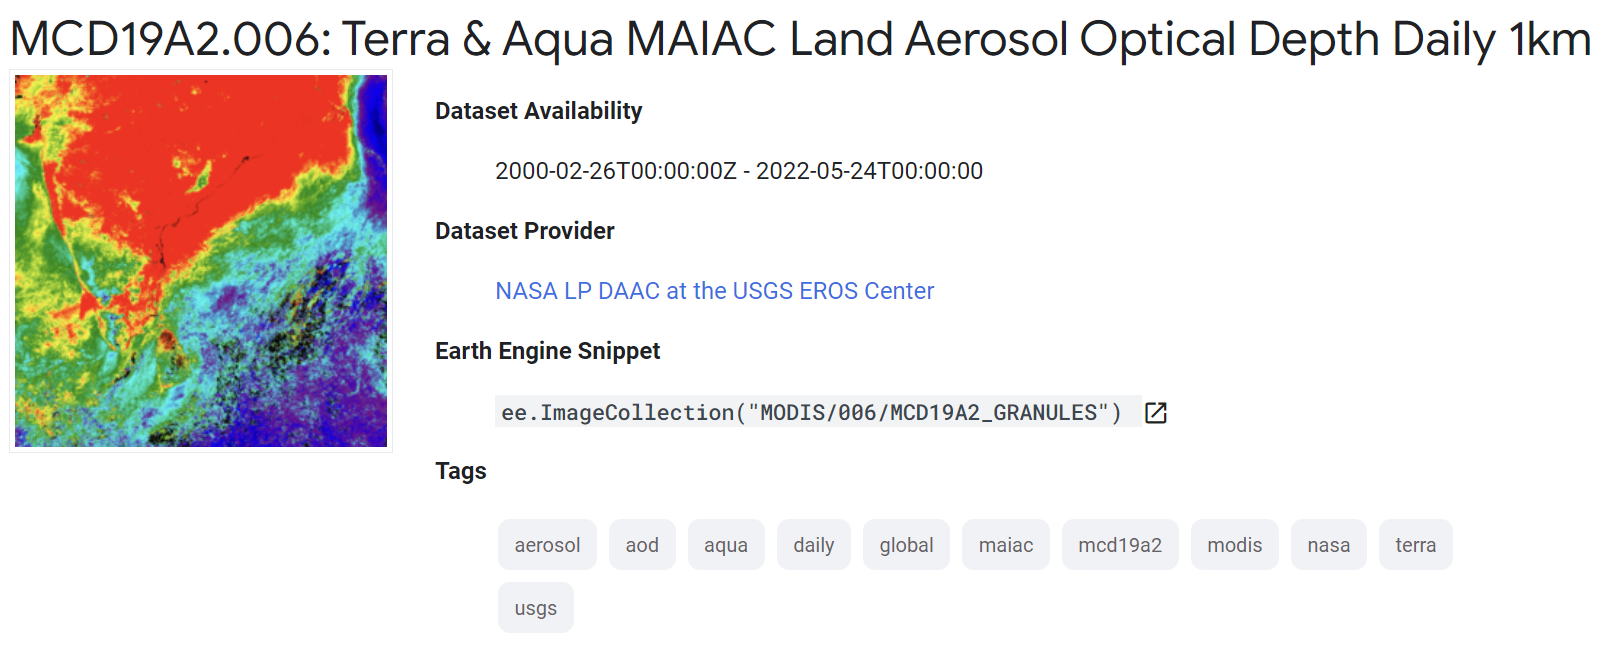 MCD19A2.006: Terra & Aqua MAIAC Land Aerosol Optical Depth Daily 1km
Dataset Availability
2000-02-26T00:00:00Z - 2022-05-24T00:00:00
Dataset Provider
NASA LP DAAC at the USGS EROS Center
Earth Engine Snippet
ee.ImageCollection("MODIS/006/MCD19A2_GRANULES")
Tags
aerosol aod aqua daily global maiac mcd19a2 modis nasa terra
usgs